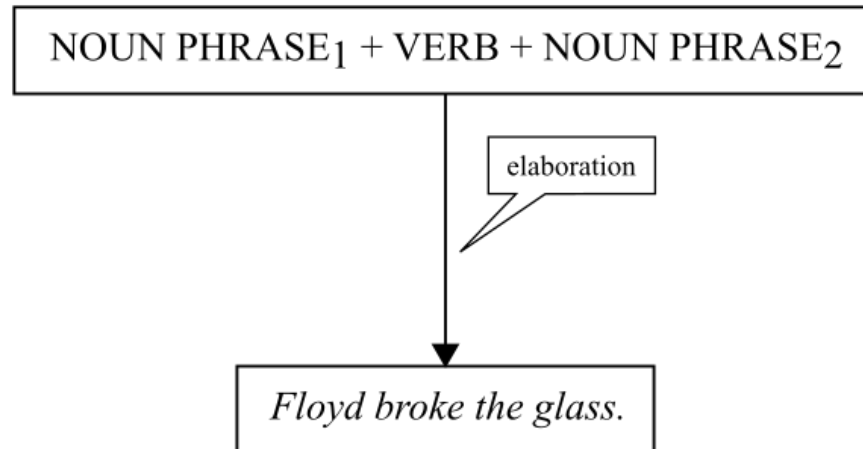 NOUN PHRASE1 + VERB + NOUN PHRASE2
elaboration
Floyd broke the glass.